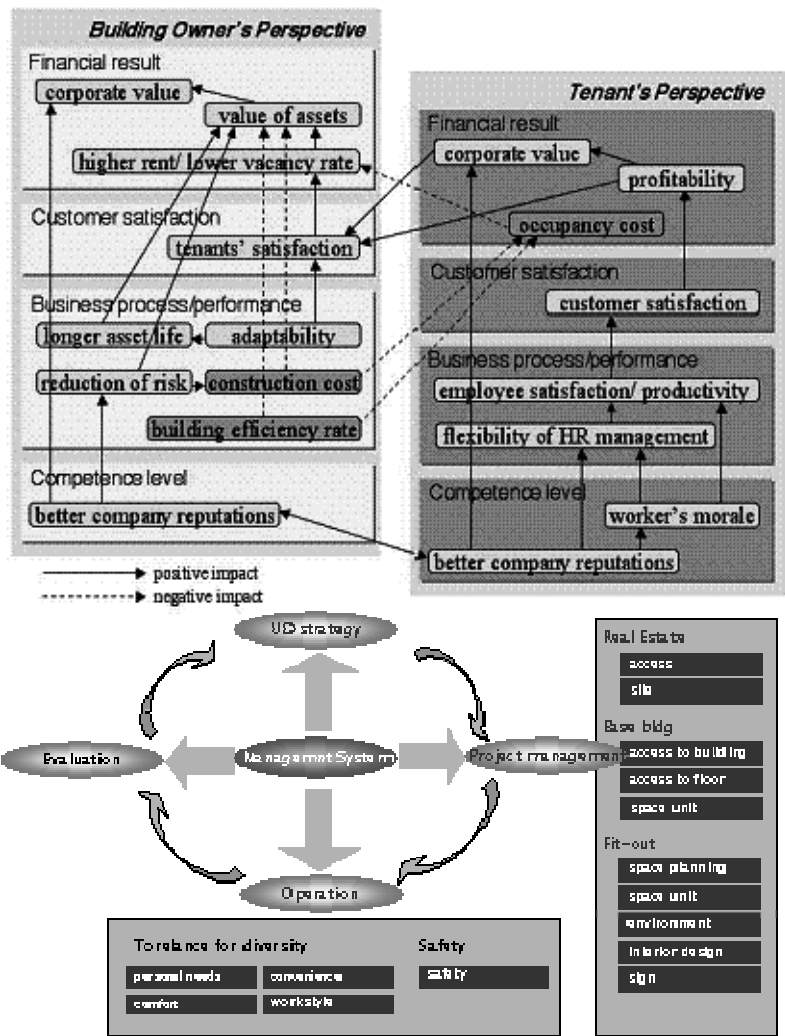 Building Owner's Perspective
Financial result
corporate value
value of assets
higher rent/ lower vacancy rate
Customer satisfaction
tenants' satisfaction
Business process/performance
longer asset life
adaptability
reduction of risk
construction cost
building efficiency rate
Competence level
better company reputations
Tenant's Perspective
Financial result
corporate value
profitability
occupancy cost
Customer satisfaction
customer satisfaction
Business process/performance
employee satisfaction/ productivity
flexibility of HR management
Competence level
worker's morale
better company reputations
positive impact
negative impact
UD strategy
Evaluation
Managemnt System
Project management
Operation
Real Estate
access
site
Base bldg
access to building
access to floor
space unit
Fit-out
space planning
space unit
environment
interior design
sign
Torelance for diversity
personal needs
convenience
comfort
workstyle
Safety
safety